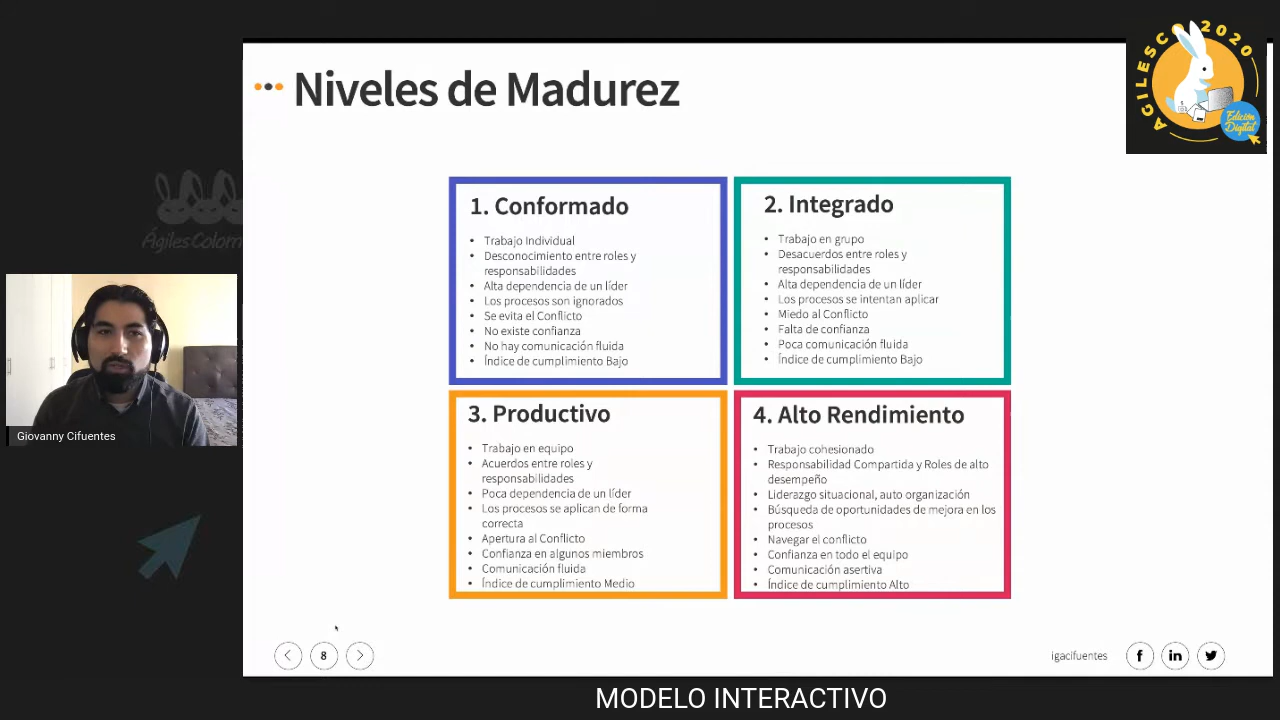 Niveles de Madurez
AGILESCO 2020
Edición
Digital
1. Conformado
• Trabajo Individual
• Desconocimiento entre roles y
responsabilidades
• Alta dependencia de un líder
• Los procesos son ignorados
• Se evita el Conflicto
• No existe confianza
• No hay comunicación fluida
• Índice de cumplimiento Bajo
2. Integrado
• Trabajo en grupo
• Desacuerdos entre roles y
responsabilidades
• Alta dependencia de un líder
• Los procesos se intentan aplicar
• Miedo al Conflicto
• Falta de confianza
• Poca comunicación fluida
• Índice de cumplimiento Bajo
3. Productivo
• Trabajo en equipo
• Acuerdos entre roles y
responsabilidades
• Poca dependencia de un líder
• Los procesos se aplican de forma
correcta
• Apertura al Conflicto
• Confianza en algunos miembros
• Comunicación fluida
• Índice de cumplimiento Medio
4. Alto Rendimiento
• Trabajo cohesionado
• Responsabilidad Compartida y Roles de alto
desempeño
• Liderazgo situacional, auto organización
• Búsqueda de oportunidades de mejora en los
procesos
• Navegar el conflicto
• Confianza en todo el equipo
• Comunicación asertiva
• Índice de cumplimiento Alto
ÁgilesColom
Giovanny Cifuentes
8
igacifuentes
MODELO INTERACTIVO